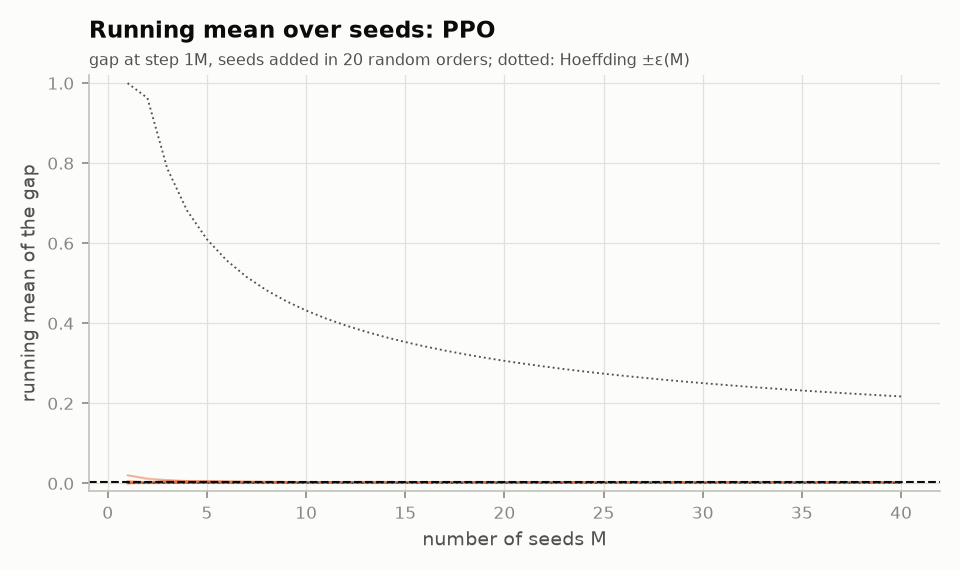 Running mean over seeds: PPO
gap at step 1M, seeds added in 20 random orders; dotted: Hoeffding ±ε(M)
running mean of the gap
1.0
0.8
0.6
0.4
0.2
0.0
0 5 10 15 20 25 30 35 40
number of seeds M